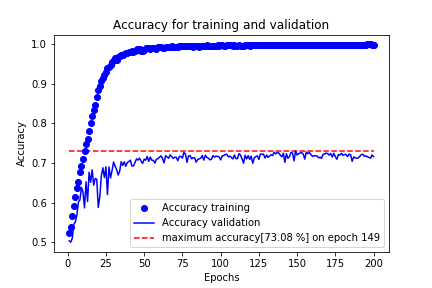 Accuracy for training and validation
1.0
0.9
0.8
0.7
0.6
0.5
Accuracy
Accuracy training
Accuracy validation
maximum accuracy[73.08 %] on epoch 149
0 25 50 75 100 125 150 175 200
Epochs